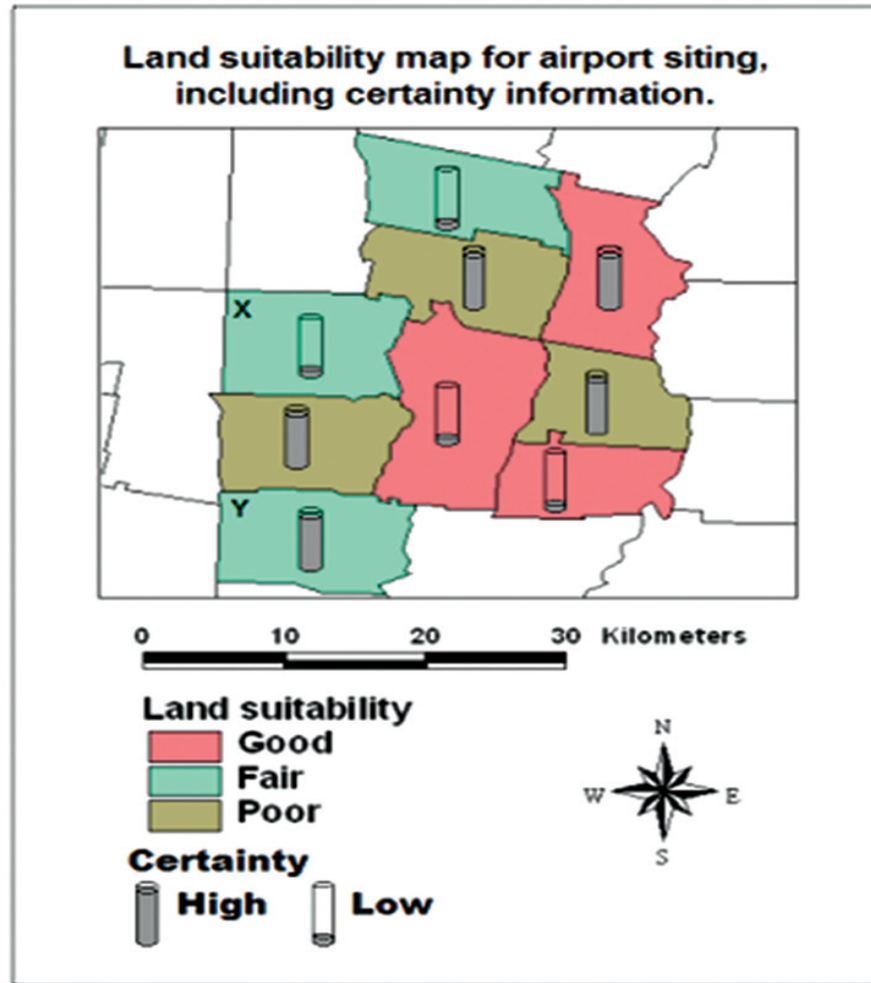 Land suitability map for airport siting,
including certainty information.
X
Y
0 10 20 30 Kilometers
Land suitability
Good
Fair
Poor
Certainty
High Low
N
W E
S